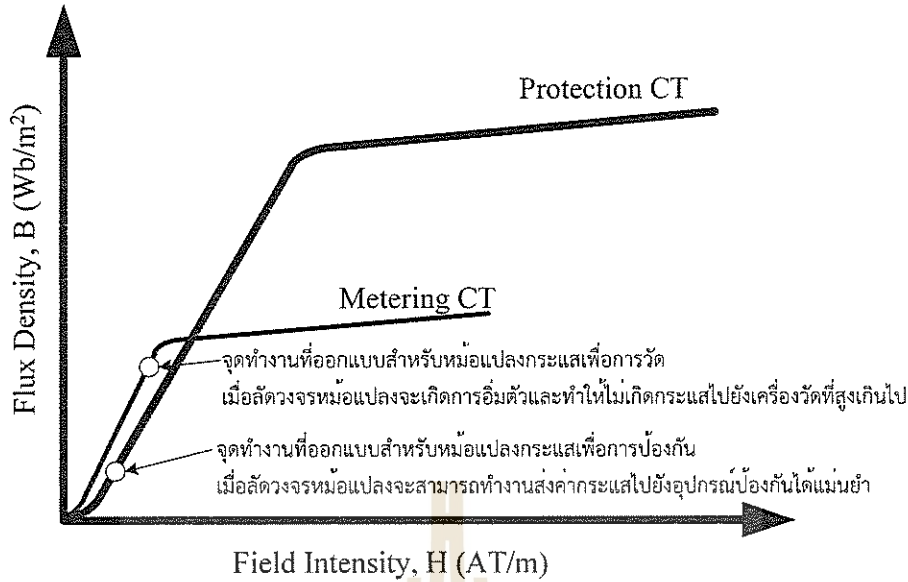 Protection CT
Flux Density, B (Wb/m²)
Metering CT
จุดทำงานที่ออกแบบสำหรับหม้อแปลงกระแสเพื่อการวัด
เมื่อลัดวงจรหม้อแปลงจะเกิดการอิ่มตัวและทำให้ไม่เกิดกระแสไปยังเครื่องวัดที่สูงเกินไป
จุดทำงานที่ออกแบบสำหรับหม้อแปลงกระแสเพื่อการป้องกัน
เมื่อลัดวงจรหม้อแปลงจะสามารถทำงานส่งค่ากระแสไปยังอุปกรณ์ป้องกันได้แม่นยำ
Field Intensity, H (AT/m)